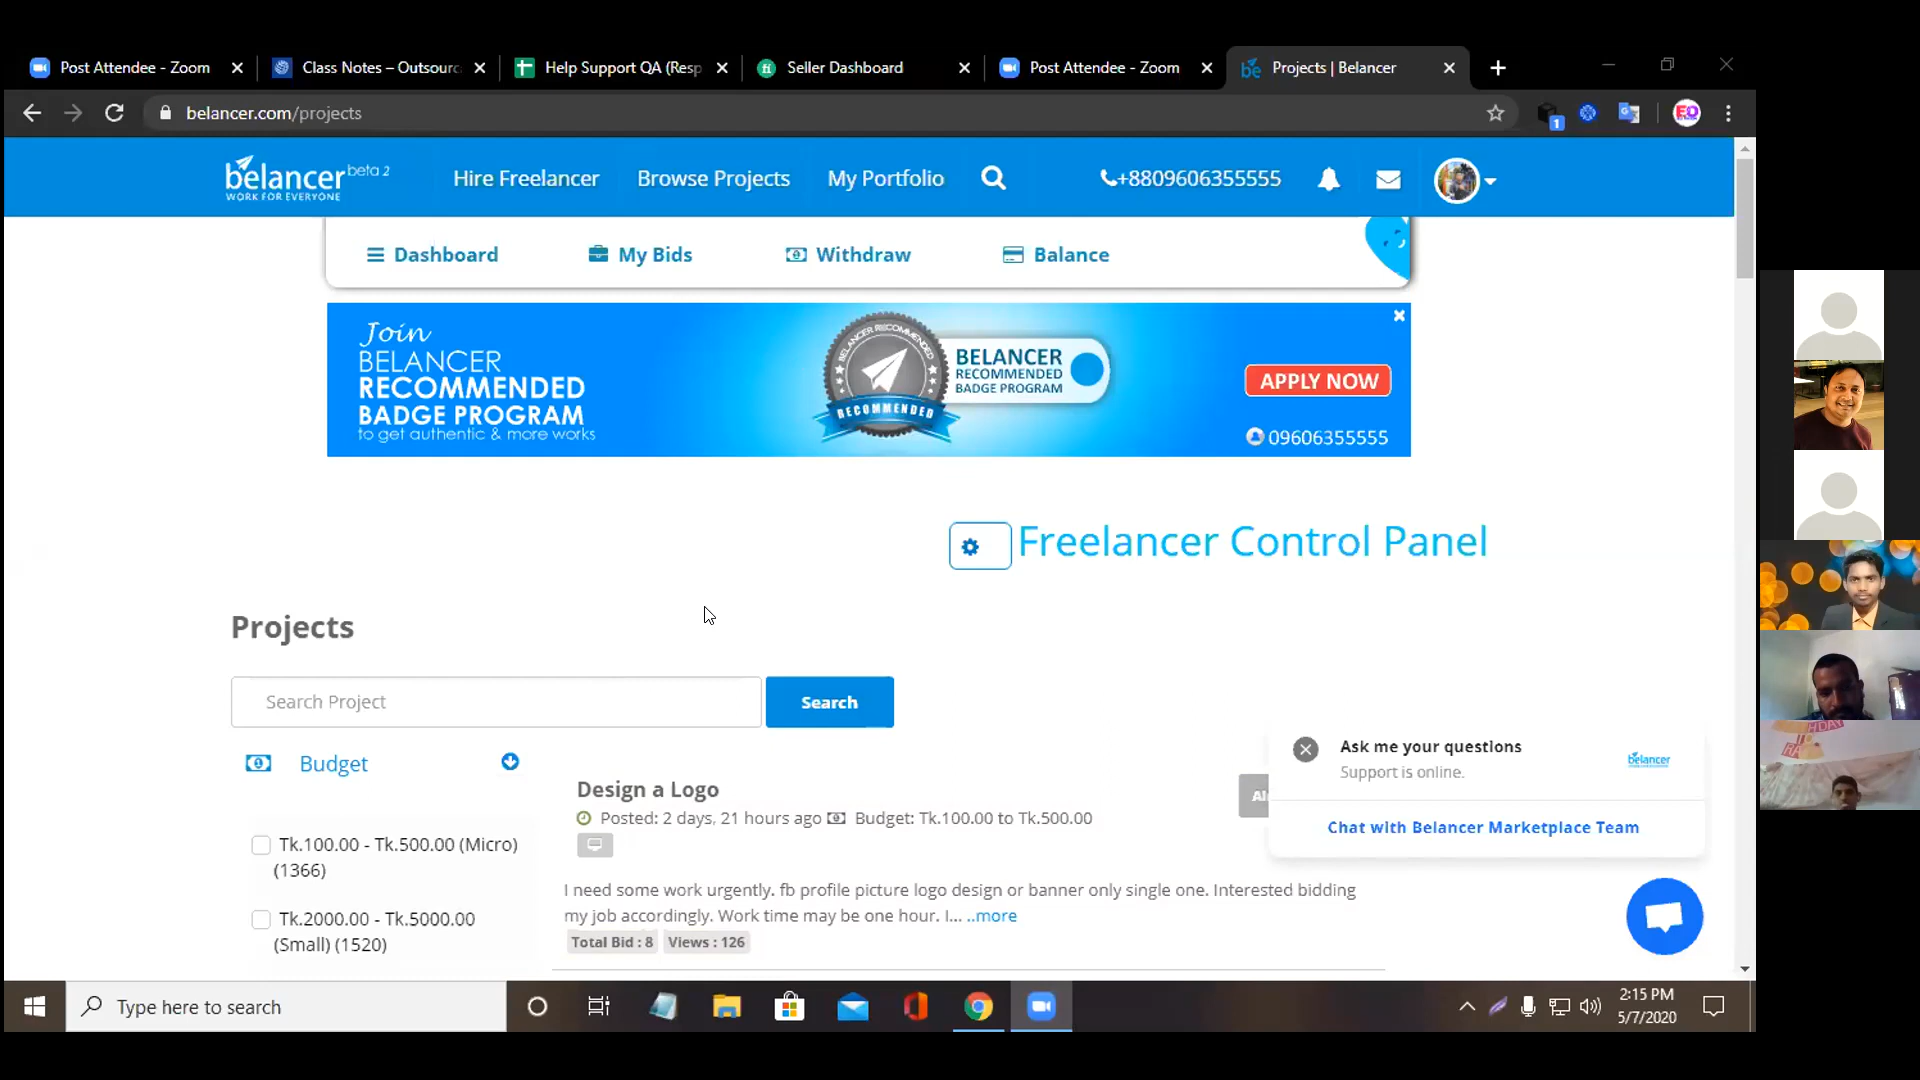 Post Attendee - Zoom
Class Notes – Outsourc
Help Support QA (Resp
Seller Dashboard
Post Attendee - Zoom
Projects | Belancer
belancer.com/projects
1
belancer beta 2
WORK FOR EVERYONE
Hire Freelancer
Browse Projects
My Portfolio
+8809606355555
Dashboard
My Bids
Withdraw
Balance
Join
BELANCER
RECOMMENDED
BADGE PROGRAM
to get authentic & more works
BELANCER RECOMMENDED
RECOMMENDED
BELANCER
RECOMMENDED
BADGE PROGRAM
APPLY NOW
09606355555
Freelancer Control Panel
Projects
Search Project
Search
Budget
Tk.100.00 - Tk.500.00 (Micro)
(1366)
Tk.2000.00 - Tk.5000.00
(Small) (1520)
Design a Logo
Posted: 2 days, 21 hours ago Budget: Tk.100.00 to Tk.500.00
I need some work urgently. fb profile picture logo design or banner only single one. Interested bidding
my job accordingly. Work time may be one hour. I... ..more
Total Bid : 8 Views : 126
Ask me your questions
Support is online.
belancer
Chat with Belancer Marketplace Team
Type here to search
2:15 PM
5/7/2020
HDAY